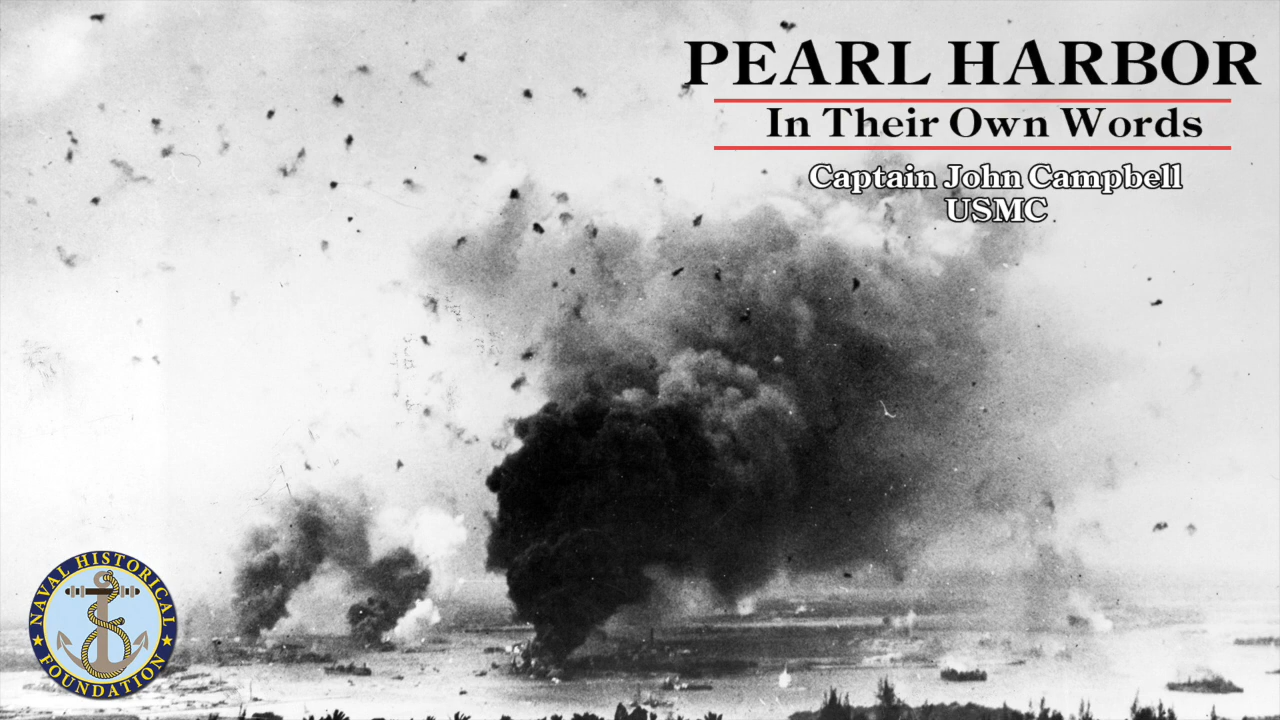 PEARL HARBOR
In Their Own Words
Captain John Campbell
USMC
NAVAL HISTORICAL
FOUNDATION